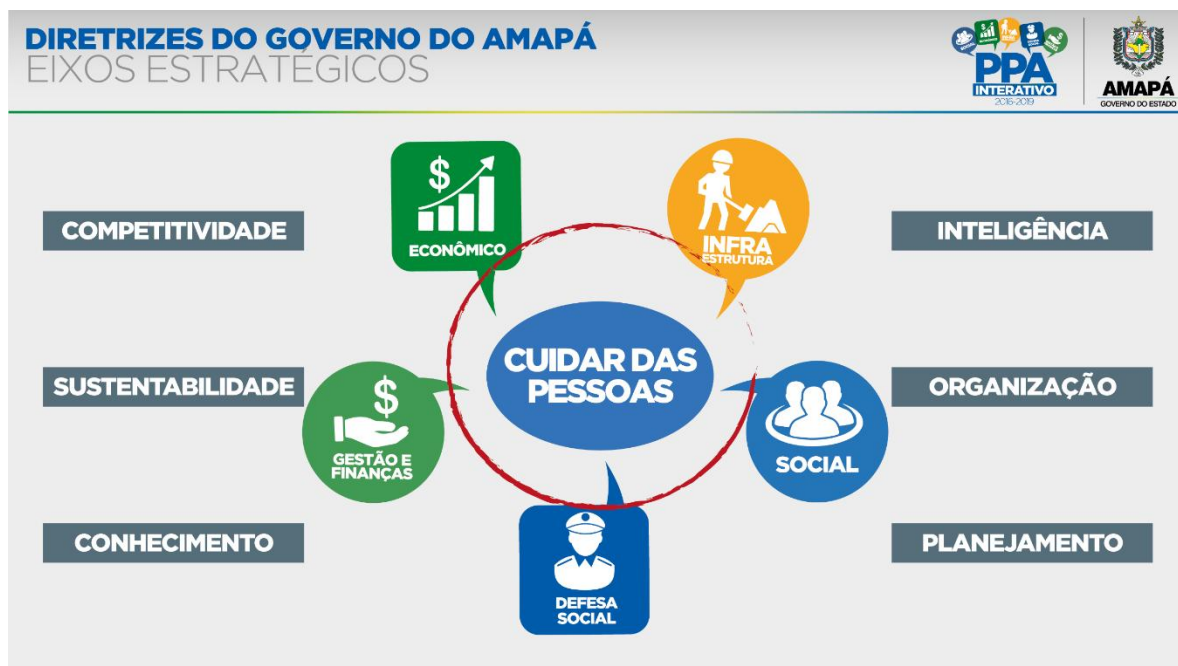 DIRETRIZES DO GOVERNO DO AMAPÁ
EIXOS ESTRATÉGICOS
PPA
INTERATIVO
2016-2019
AMAPÁ
GOVERNO DO ESTADO
COMPETITIVIDADE
SUSTENTABILIDADE
CONHECIMENTO
$
ECONÔMICO
INFRA
ESTRUTURA
CUIDAR DAS
PESSOAS
$
GESTÃO E
FINANÇAS
SOCIAL
DEFESA
SOCIAL
INTELIGÊNCIA
ORGANIZAÇÃO
PLANEJAMENTO